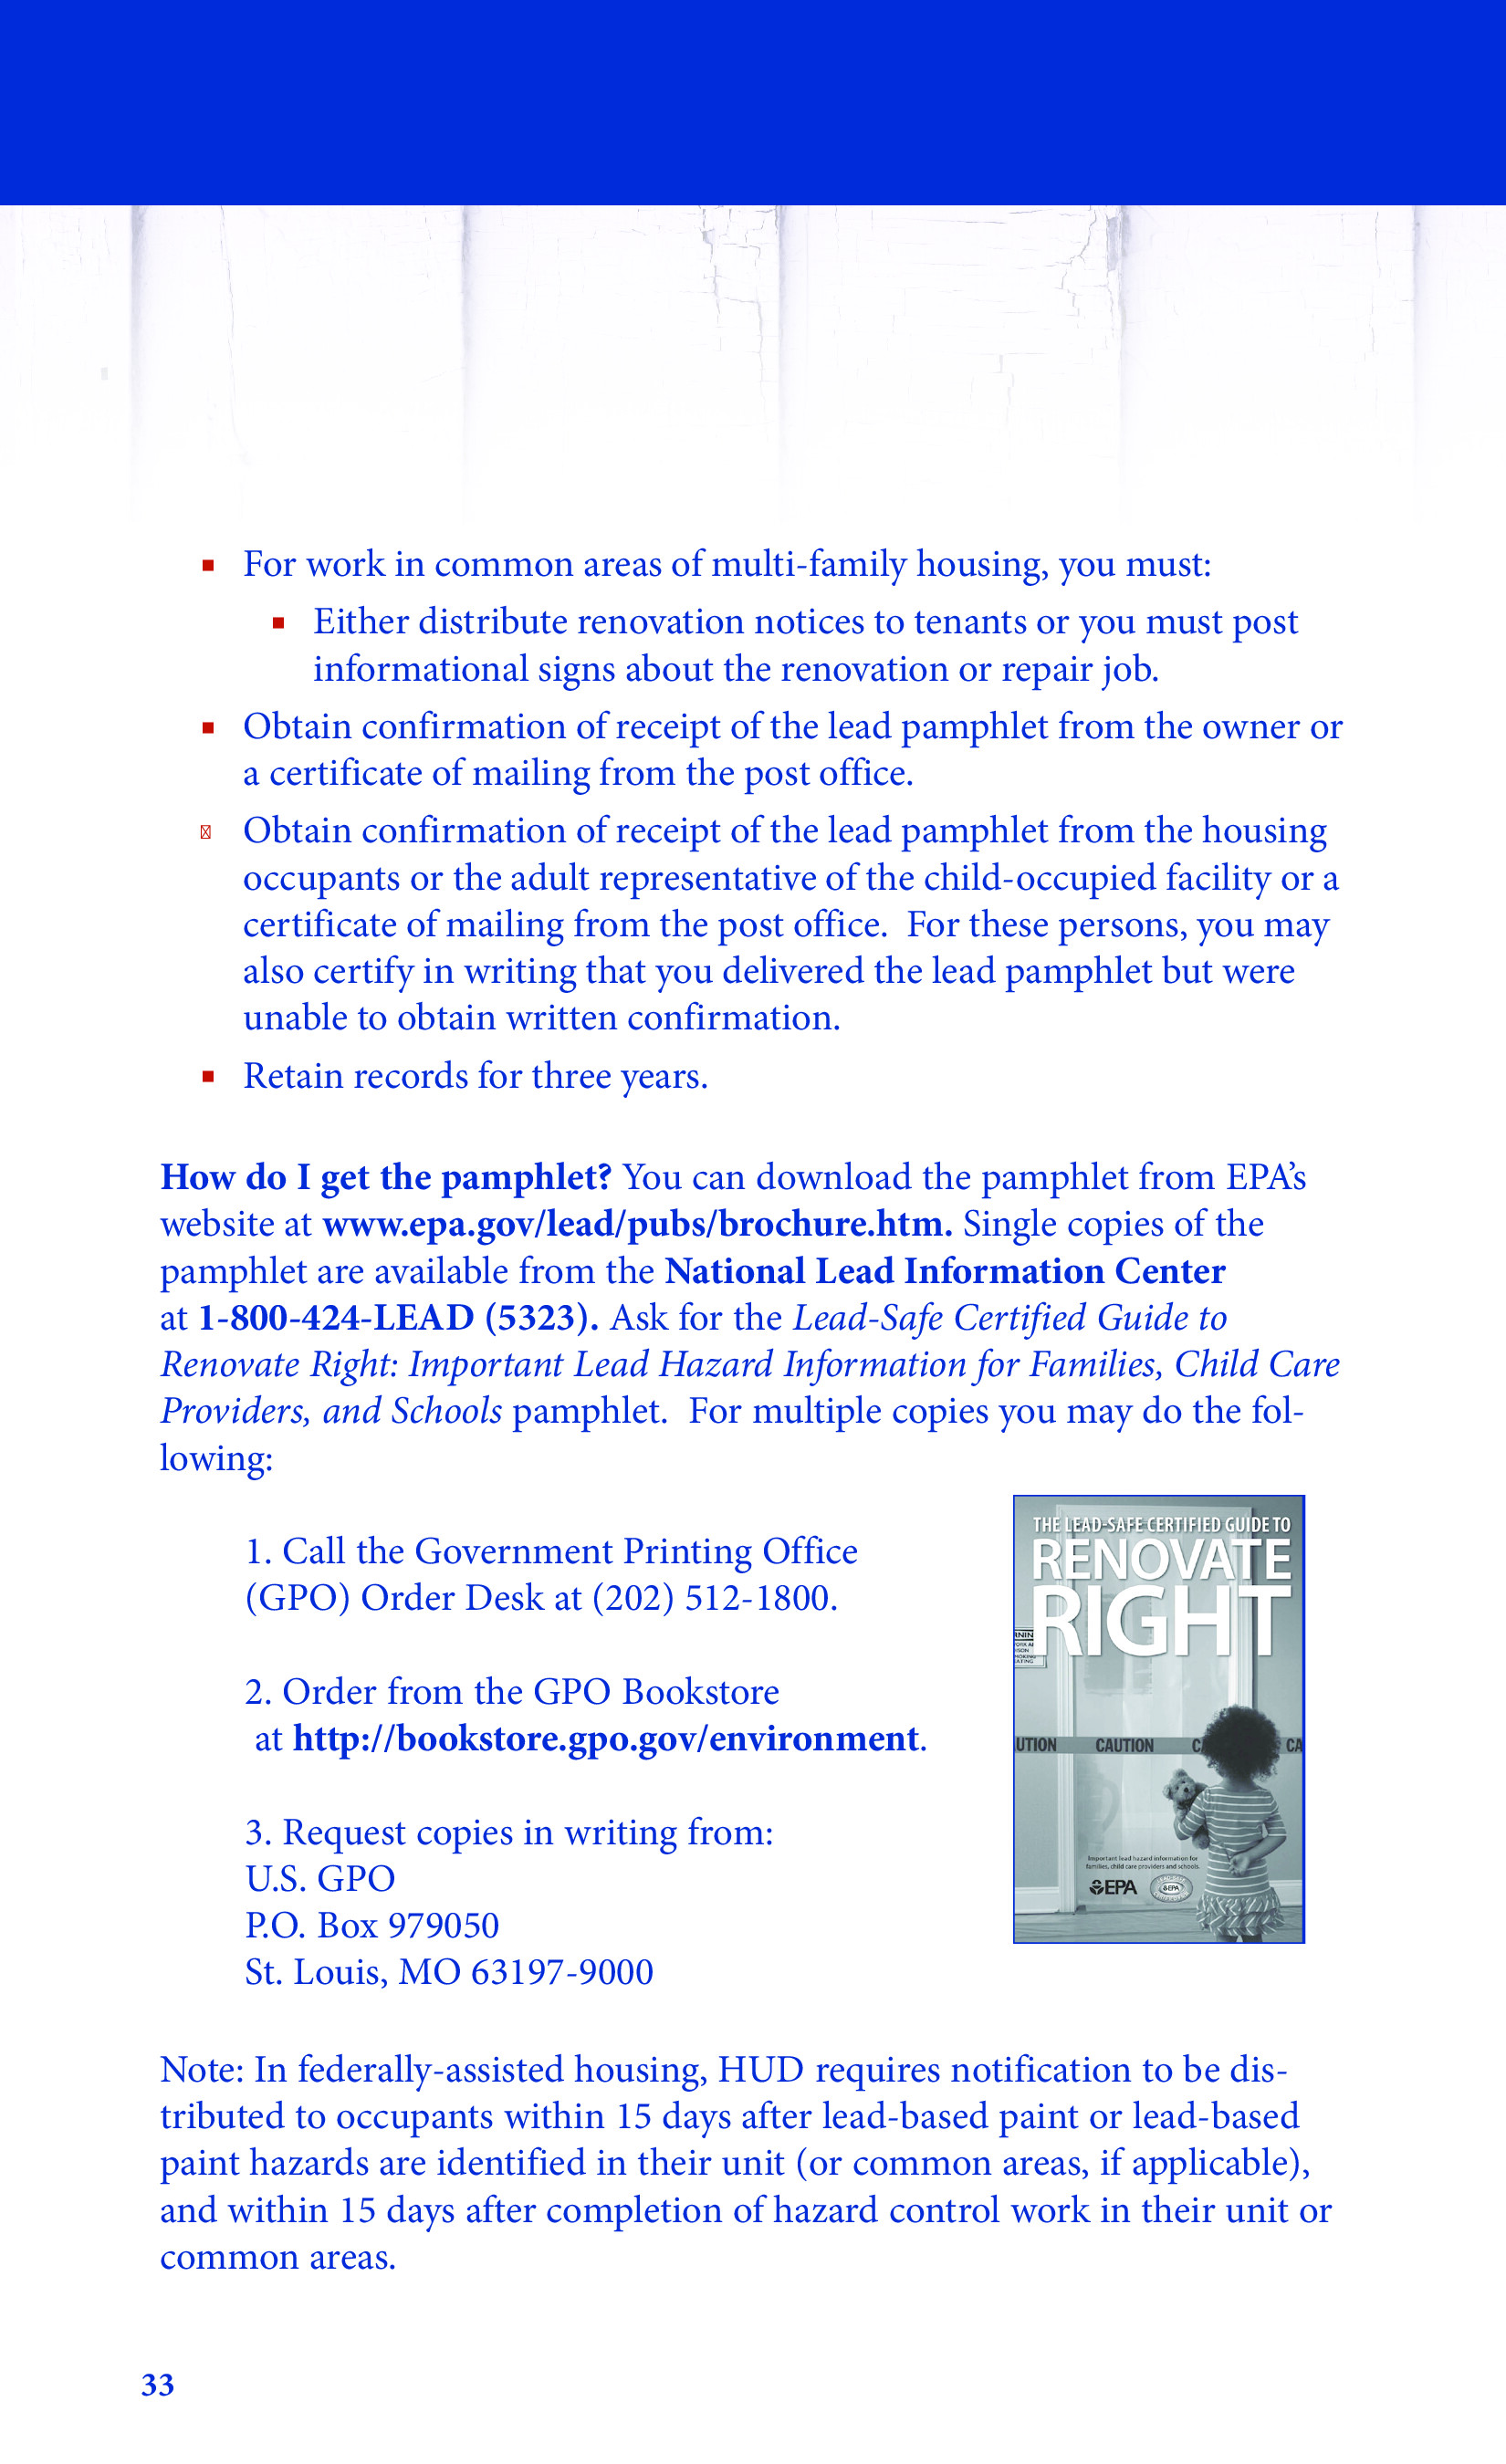 For work in common areas of multi-family housing, you must:
Either distribute renovation notices to tenants or you must post
informational signs about the renovation or repair job.
Obtain confirmation of receipt of the lead pamphlet from the owner or
a certificate of mailing from the post office.
Obtain confirmation of receipt of the lead pamphlet from the housing
occupants or the adult representative of the child-occupied facility or a
certificate of mailing from the post office.  For these persons, you may
also certify in writing that you delivered the lead pamphlet but were
unable to obtain written confirmation.
Retain records for three years.
How do I get the pamphlet? You can download the pamphlet from EPA’s
website at www.epa.gov/lead/pubs/brochure.htm. Single copies of the
pamphlet are available from the National Lead Information Center
at 1-800-424-LEAD (5323). Ask for the Lead-Safe Certified Guide to
Renovate Right: Important Lead Hazard Information for Families, Child Care
Providers, and Schools pamphlet.  For multiple copies you may do the fol-
lowing:
1. Call the Government Printing Office
(GPO) Order Desk at (202) 512-1800.
2. Order from the GPO Bookstore
at http://bookstore.gpo.gov/environment.
3. Request copies in writing from:
U.S. GPO
P.O. Box 979050
St. Louis, MO 63197-9000
THE LEAD-SAFE CERTIFIED GUIDE TO
RENOVATE
RIGHT
UTION CAUTION C CA
Important lead hazard information for
families, child care providers and schools.
EPA
EPA
Note: In federally-assisted housing, HUD requires notification to be dis-
tributed to occupants within 15 days after lead-based paint or lead-based
paint hazards are identified in their unit (or common areas, if applicable),
and within 15 days after completion of hazard control work in their unit or
common areas.
33